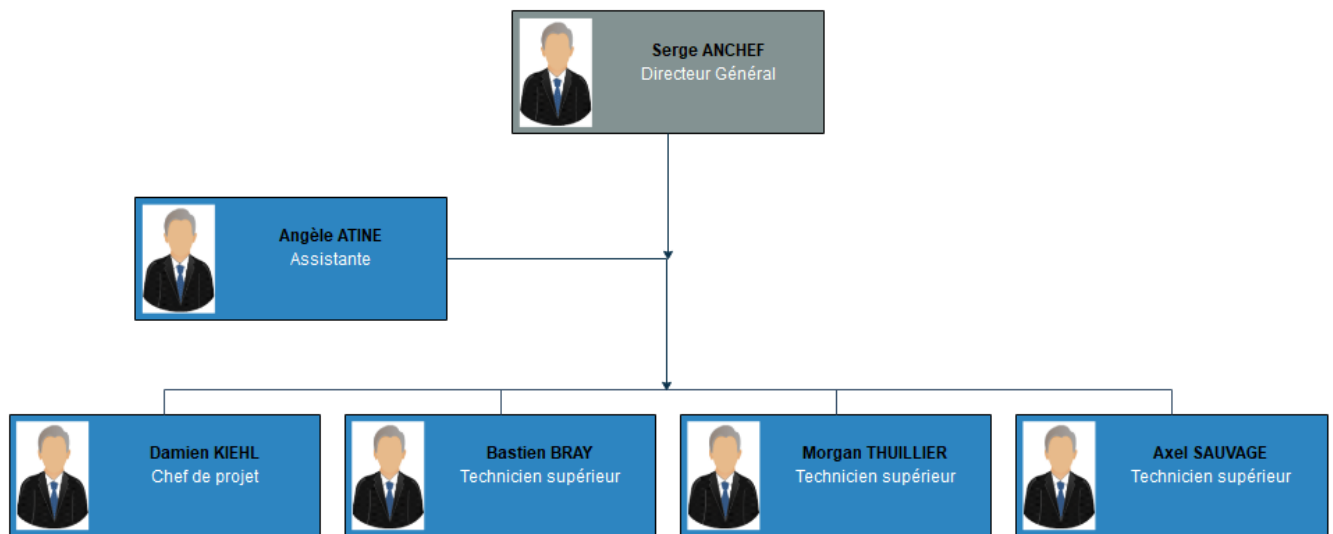 Serge ANCHEF
Directeur Général
Angèle ATINE
Assistante
Damien KIEHL
Chef de projet
Bastien BRAY
Technicien supérieur
Morgan THUILLIER
Technicien supérieur
Axel SAUVAGE
Technicien supérieur